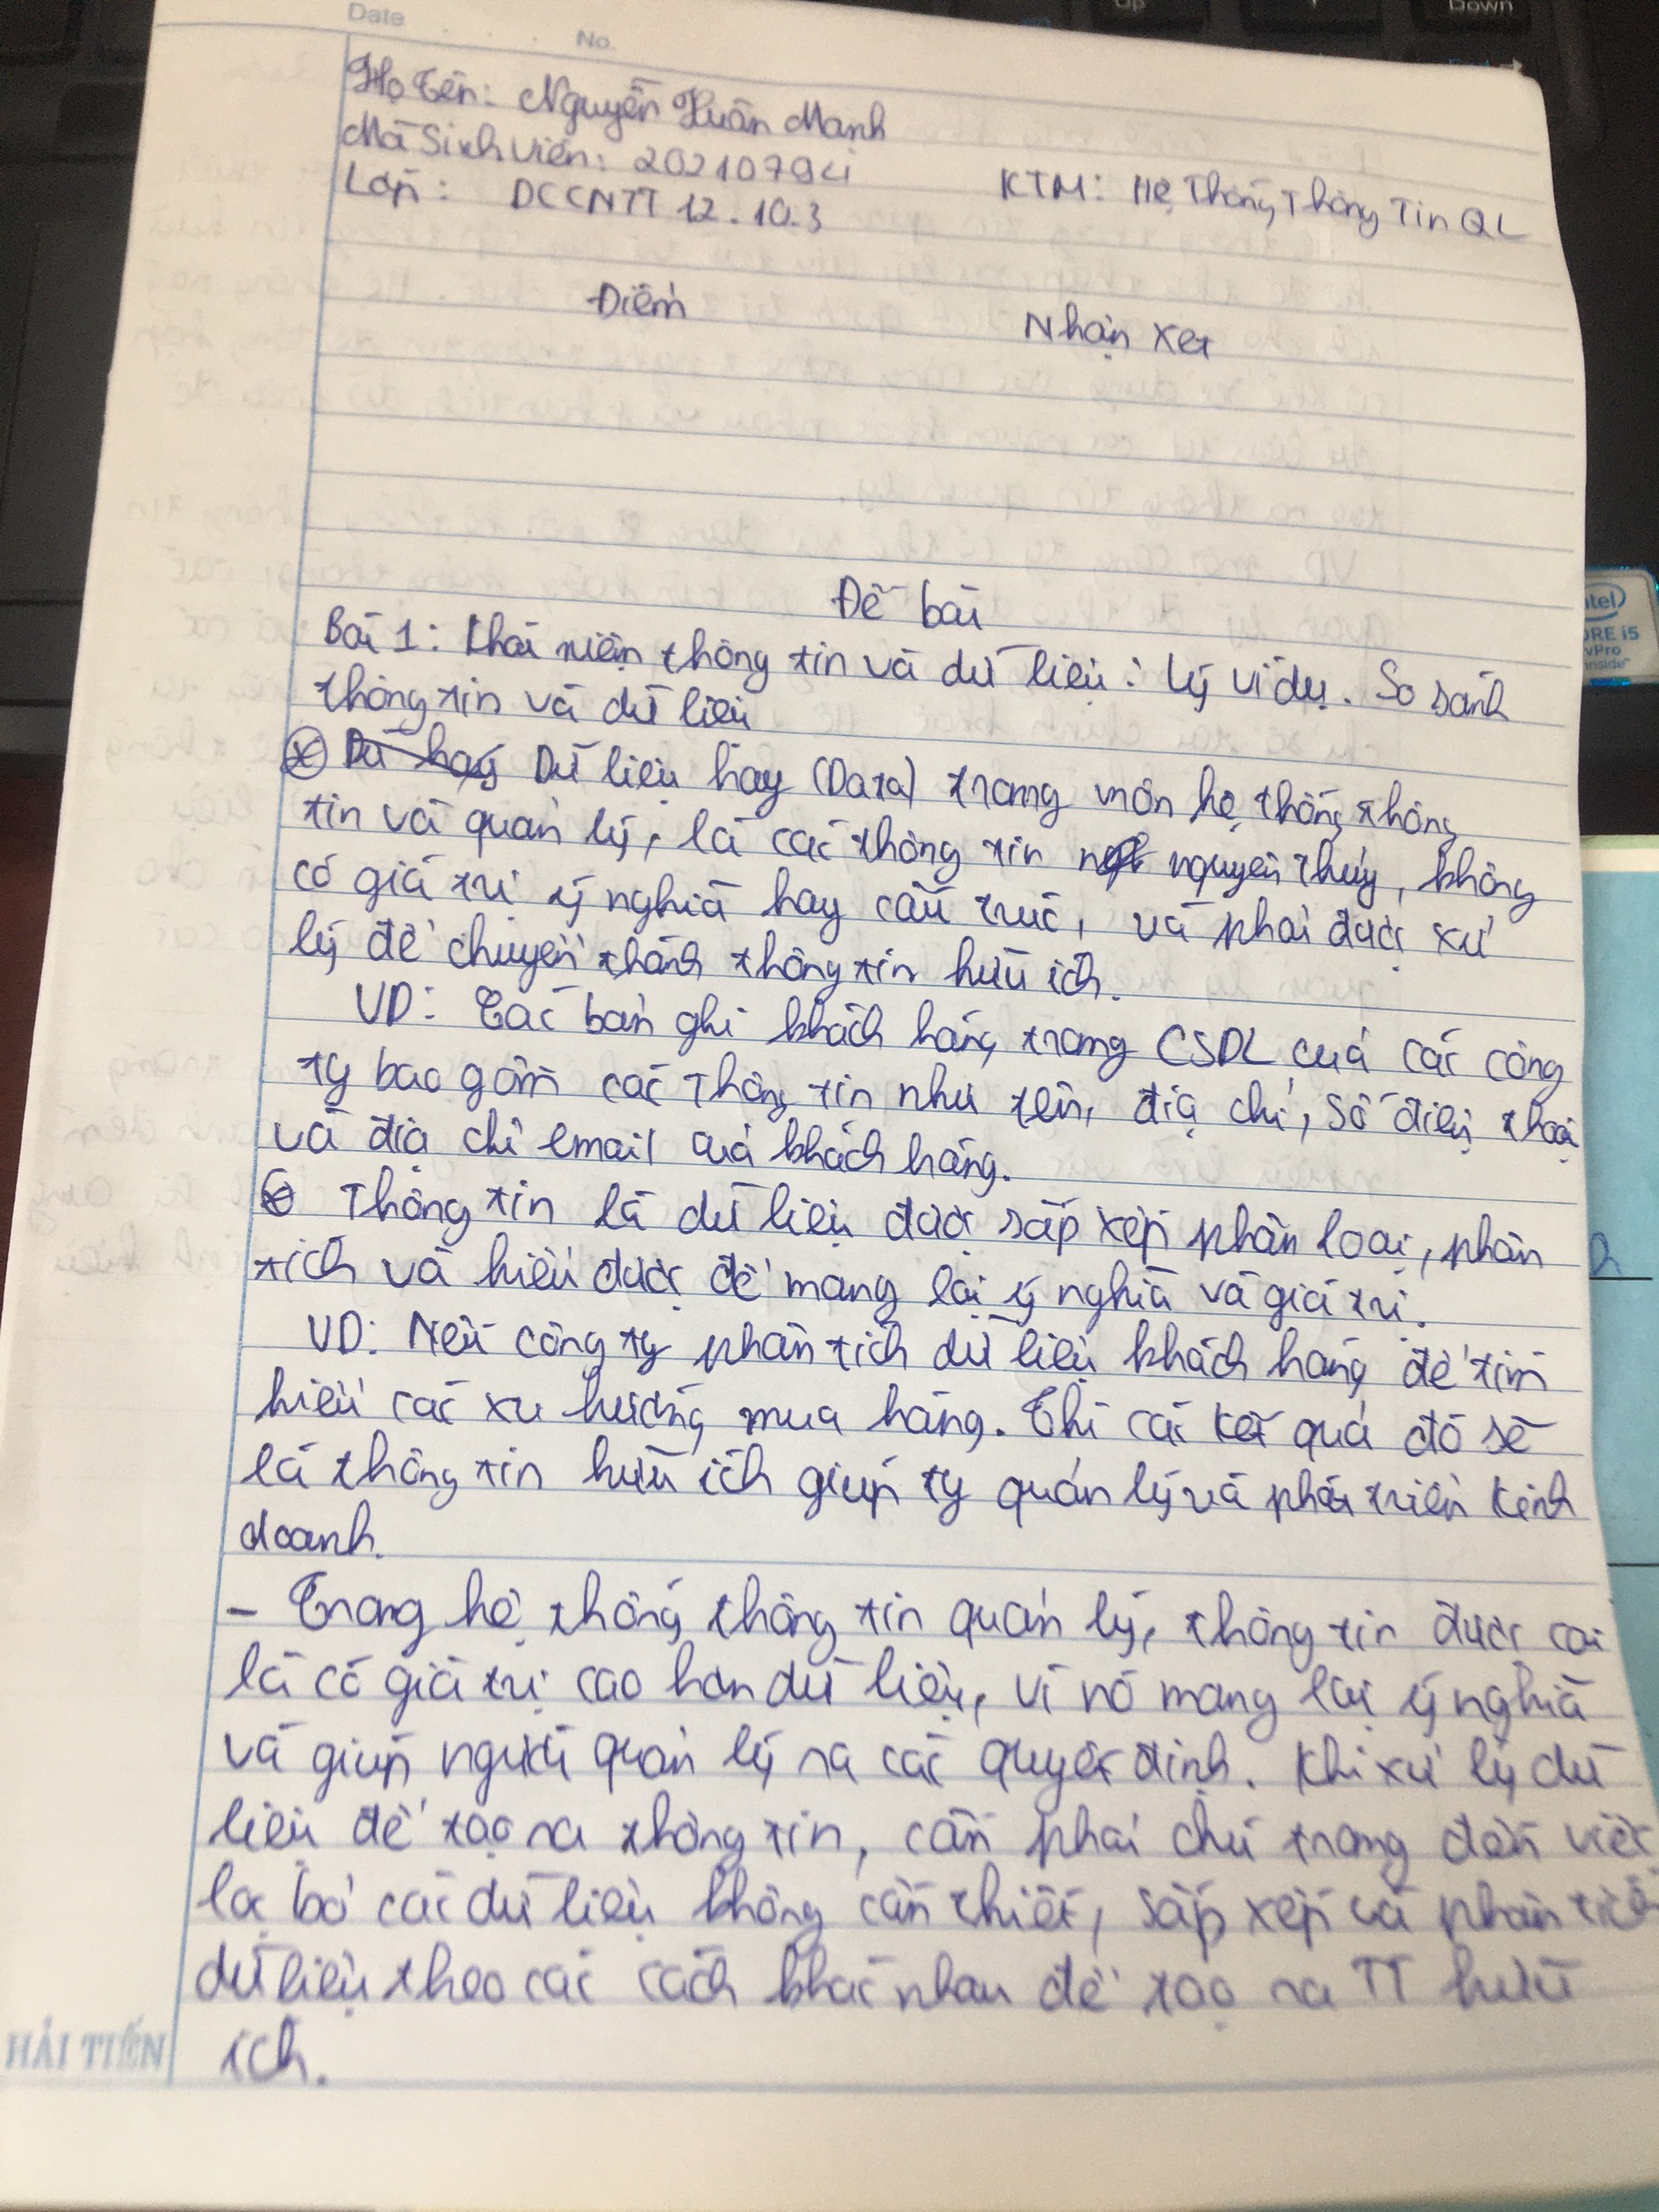 Date No.
Họ tên: Nguyễn Xuân Mạnh
Mã Sinh viên: 202107941
Lớp: DCCNTT 12.10.3 KTM: Hệ Thống Thông Tin QL
Điểm Nhận xét
Đề bài
Bài 1: Khái niệm thông tin và dữ liệu: Lấy ví dụ. So sánh
thông tin và dữ liệu
Dữ hay Dữ liệu hay (Data) trong môn hệ thống thông
tin và quản lý, là các thông tin nguyên thủy, không
có giá trị ý nghĩa hay cấu trúc, và phải được xử
lý để chuyển thành thông tin hữu ích.
VD: Các bản ghi khách hàng trong CSDL của các công
ty bao gồm các thông tin như tên, địa chỉ, số điện thoại
và địa chỉ email của khách hàng.
Thông tin là dữ liệu được sắp xếp phân loại, phân
tích và hiểu được để mang lại ý nghĩa và giá trị.
VD: Nếu công ty phân tích dữ liệu khách hàng để tìm
hiểu các xu hướng mua hàng. Thì các kết quả đó sẽ
là thông tin hữu ích giúp ty quản lý và phát triển kinh
doanh.
- Trong hệ thống thông tin quản lý, thông tin được coi
là có giá trị cao hơn dữ liệu, vì nó mang lại ý nghĩa
và giúp người quản lý ra các quyết định. Khi xử lý dữ
liệu để tạo ra thông tin, cần phải chú trọng đến việc
lọc bỏ các dữ liệu không cần thiết, sắp xếp và phân tích
dữ liệu theo các cách khác nhau để tạo ra TT hữu
ích.
HẢI TIẾN
intel
CORE i5
vPro
inside
Up
Down